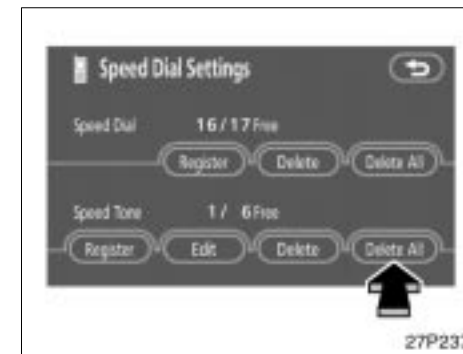 Speed Dial Settings
Speed Dial 16/17 Free
Register Delete Delete All
Speed Tone 1/ 6 Free
Register Edit Delete Delete All
27P237